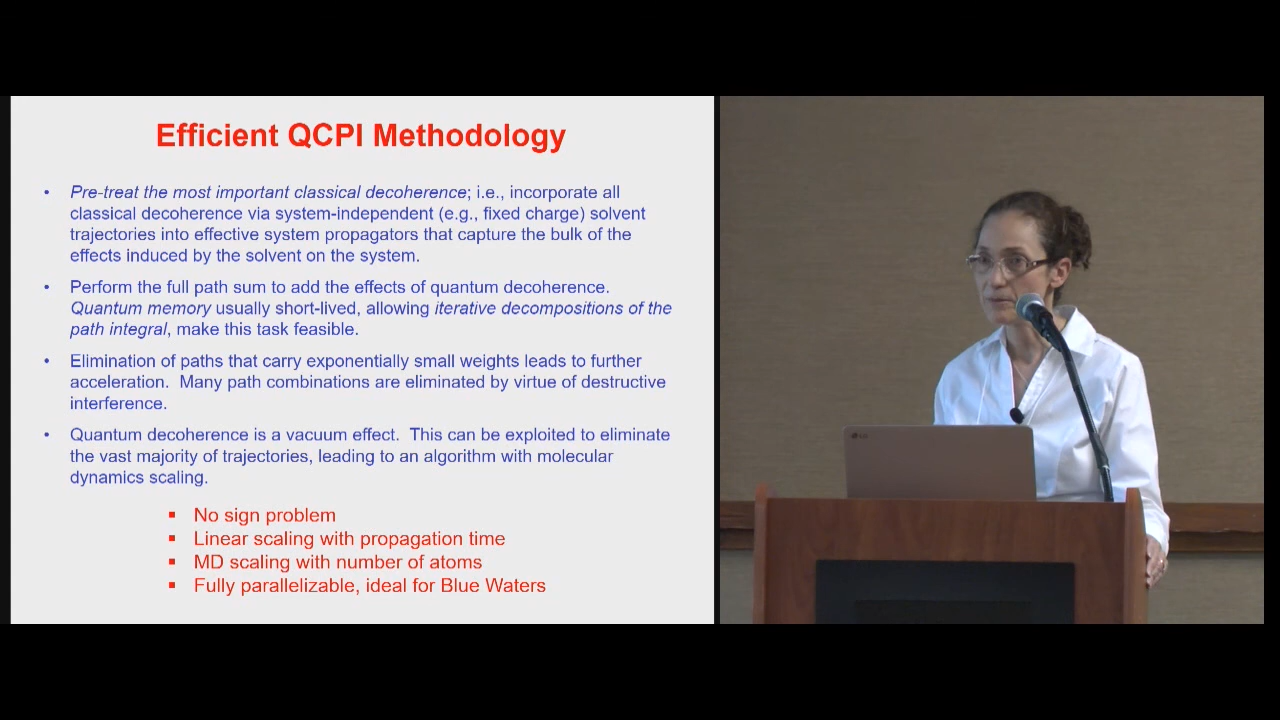 Efficient QCPI Methodology
• Pre-treat the most important classical decoherence; i.e., incorporate all
classical decoherence via system-independent (e.g., fixed charge) solvent
trajectories into effective system propagators that capture the bulk of the
effects induced by the solvent on the system.
• Perform the full path sum to add the effects of quantum decoherence.
Quantum memory usually short-lived, allowing iterative decompositions of the
path integral, make this task feasible.
• Elimination of paths that carry exponentially small weights leads to further
acceleration. Many path combinations are eliminated by virtue of destructive
interference.
• Quantum decoherence is a vacuum effect. This can be exploited to eliminate
the vast majority of trajectories, leading to an algorithm with molecular
dynamics scaling.
▪ No sign problem
▪ Linear scaling with propagation time
▪ MD scaling with number of atoms
▪ Fully parallelizable, ideal for Blue Waters
LG